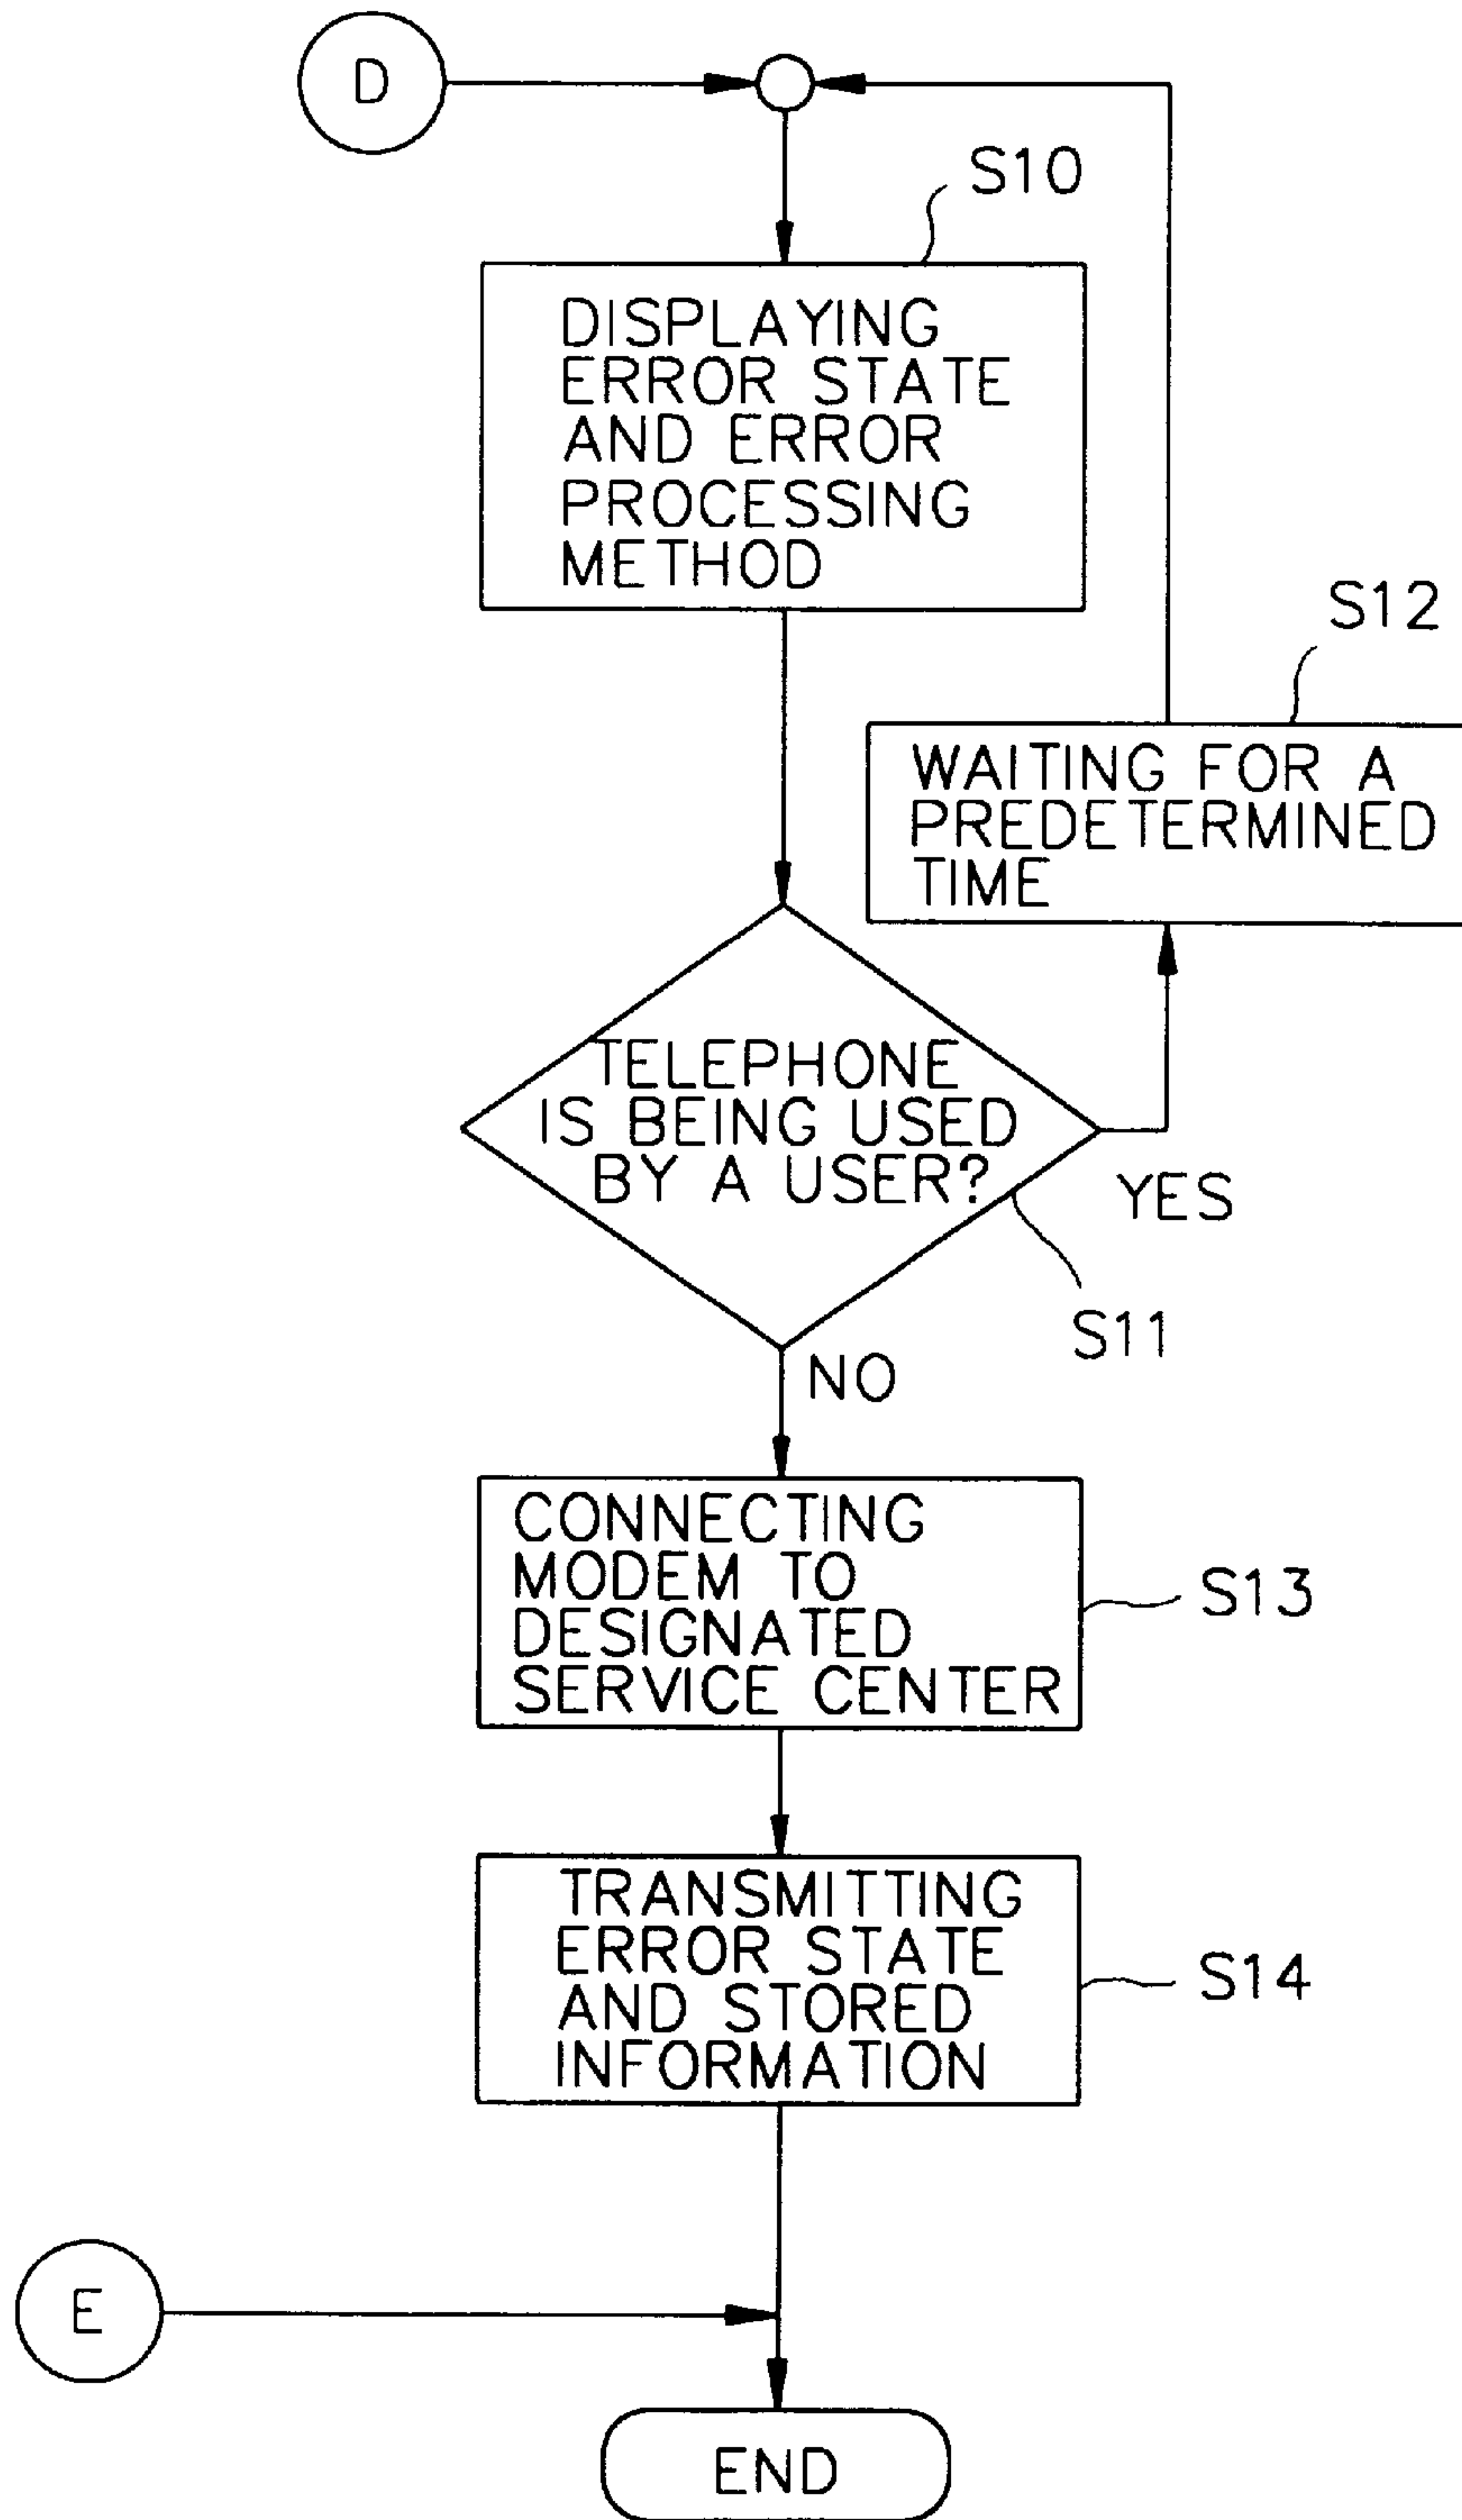 D
S10
DISPLAYING
ERROR STATE
AND ERROR
PROCESSING
METHOD
S12
WAITING FOR A
PREDETERMINED
TIME
TELEPHONE
IS BEING USED
BY A USER?
YES
S11
NO
CONNECTING
MODEM TO
DESIGNATED
SERVICE CENTER
S13
TRANSMITTING
ERROR STATE
AND STORED
INFORMATION
S14
E
END